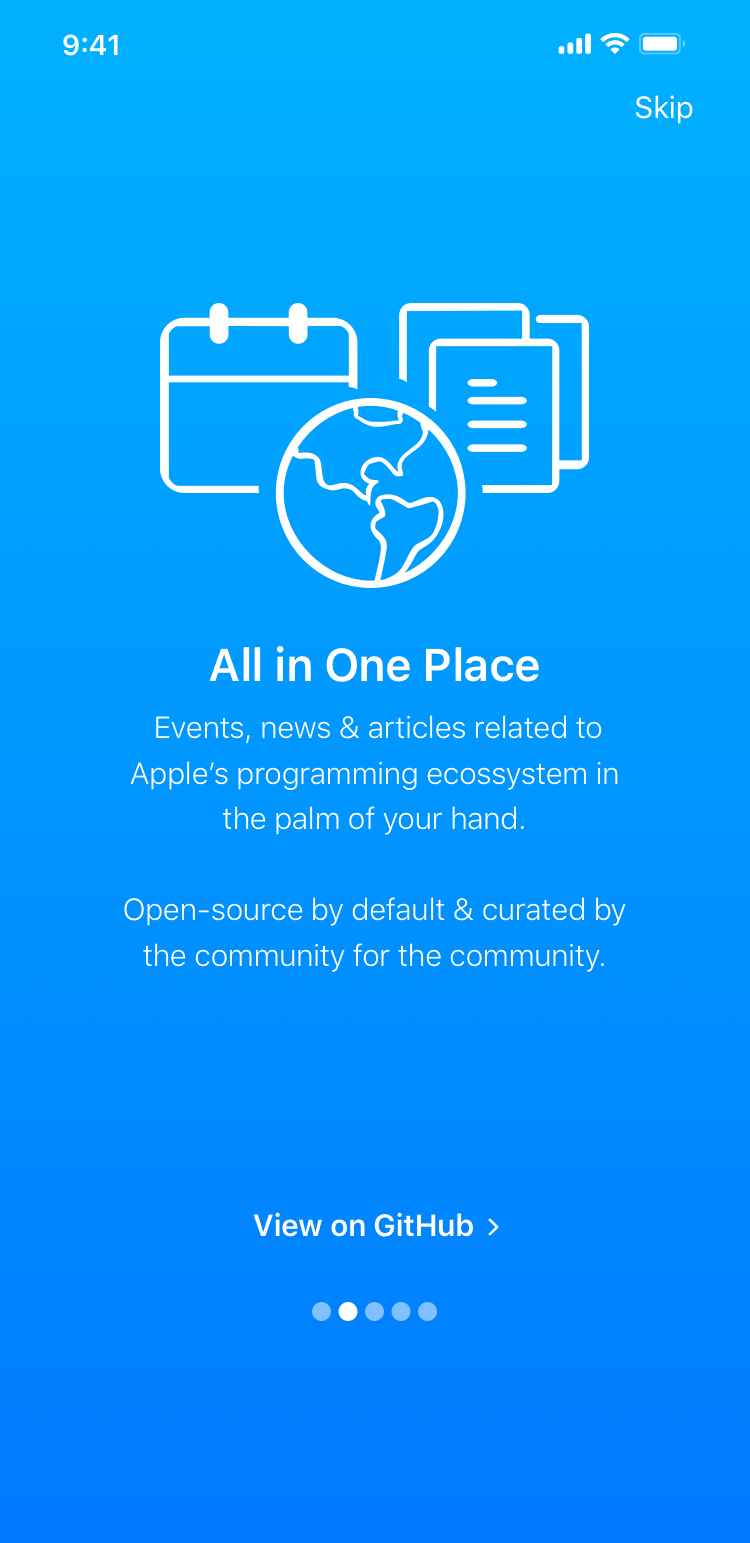 9:41
Skip
All in One Place
Events, news & articles related to
Apple’s programming ecossystem in
the palm of your hand.
Open-source by default & curated by
the community for the community.
View on GitHub